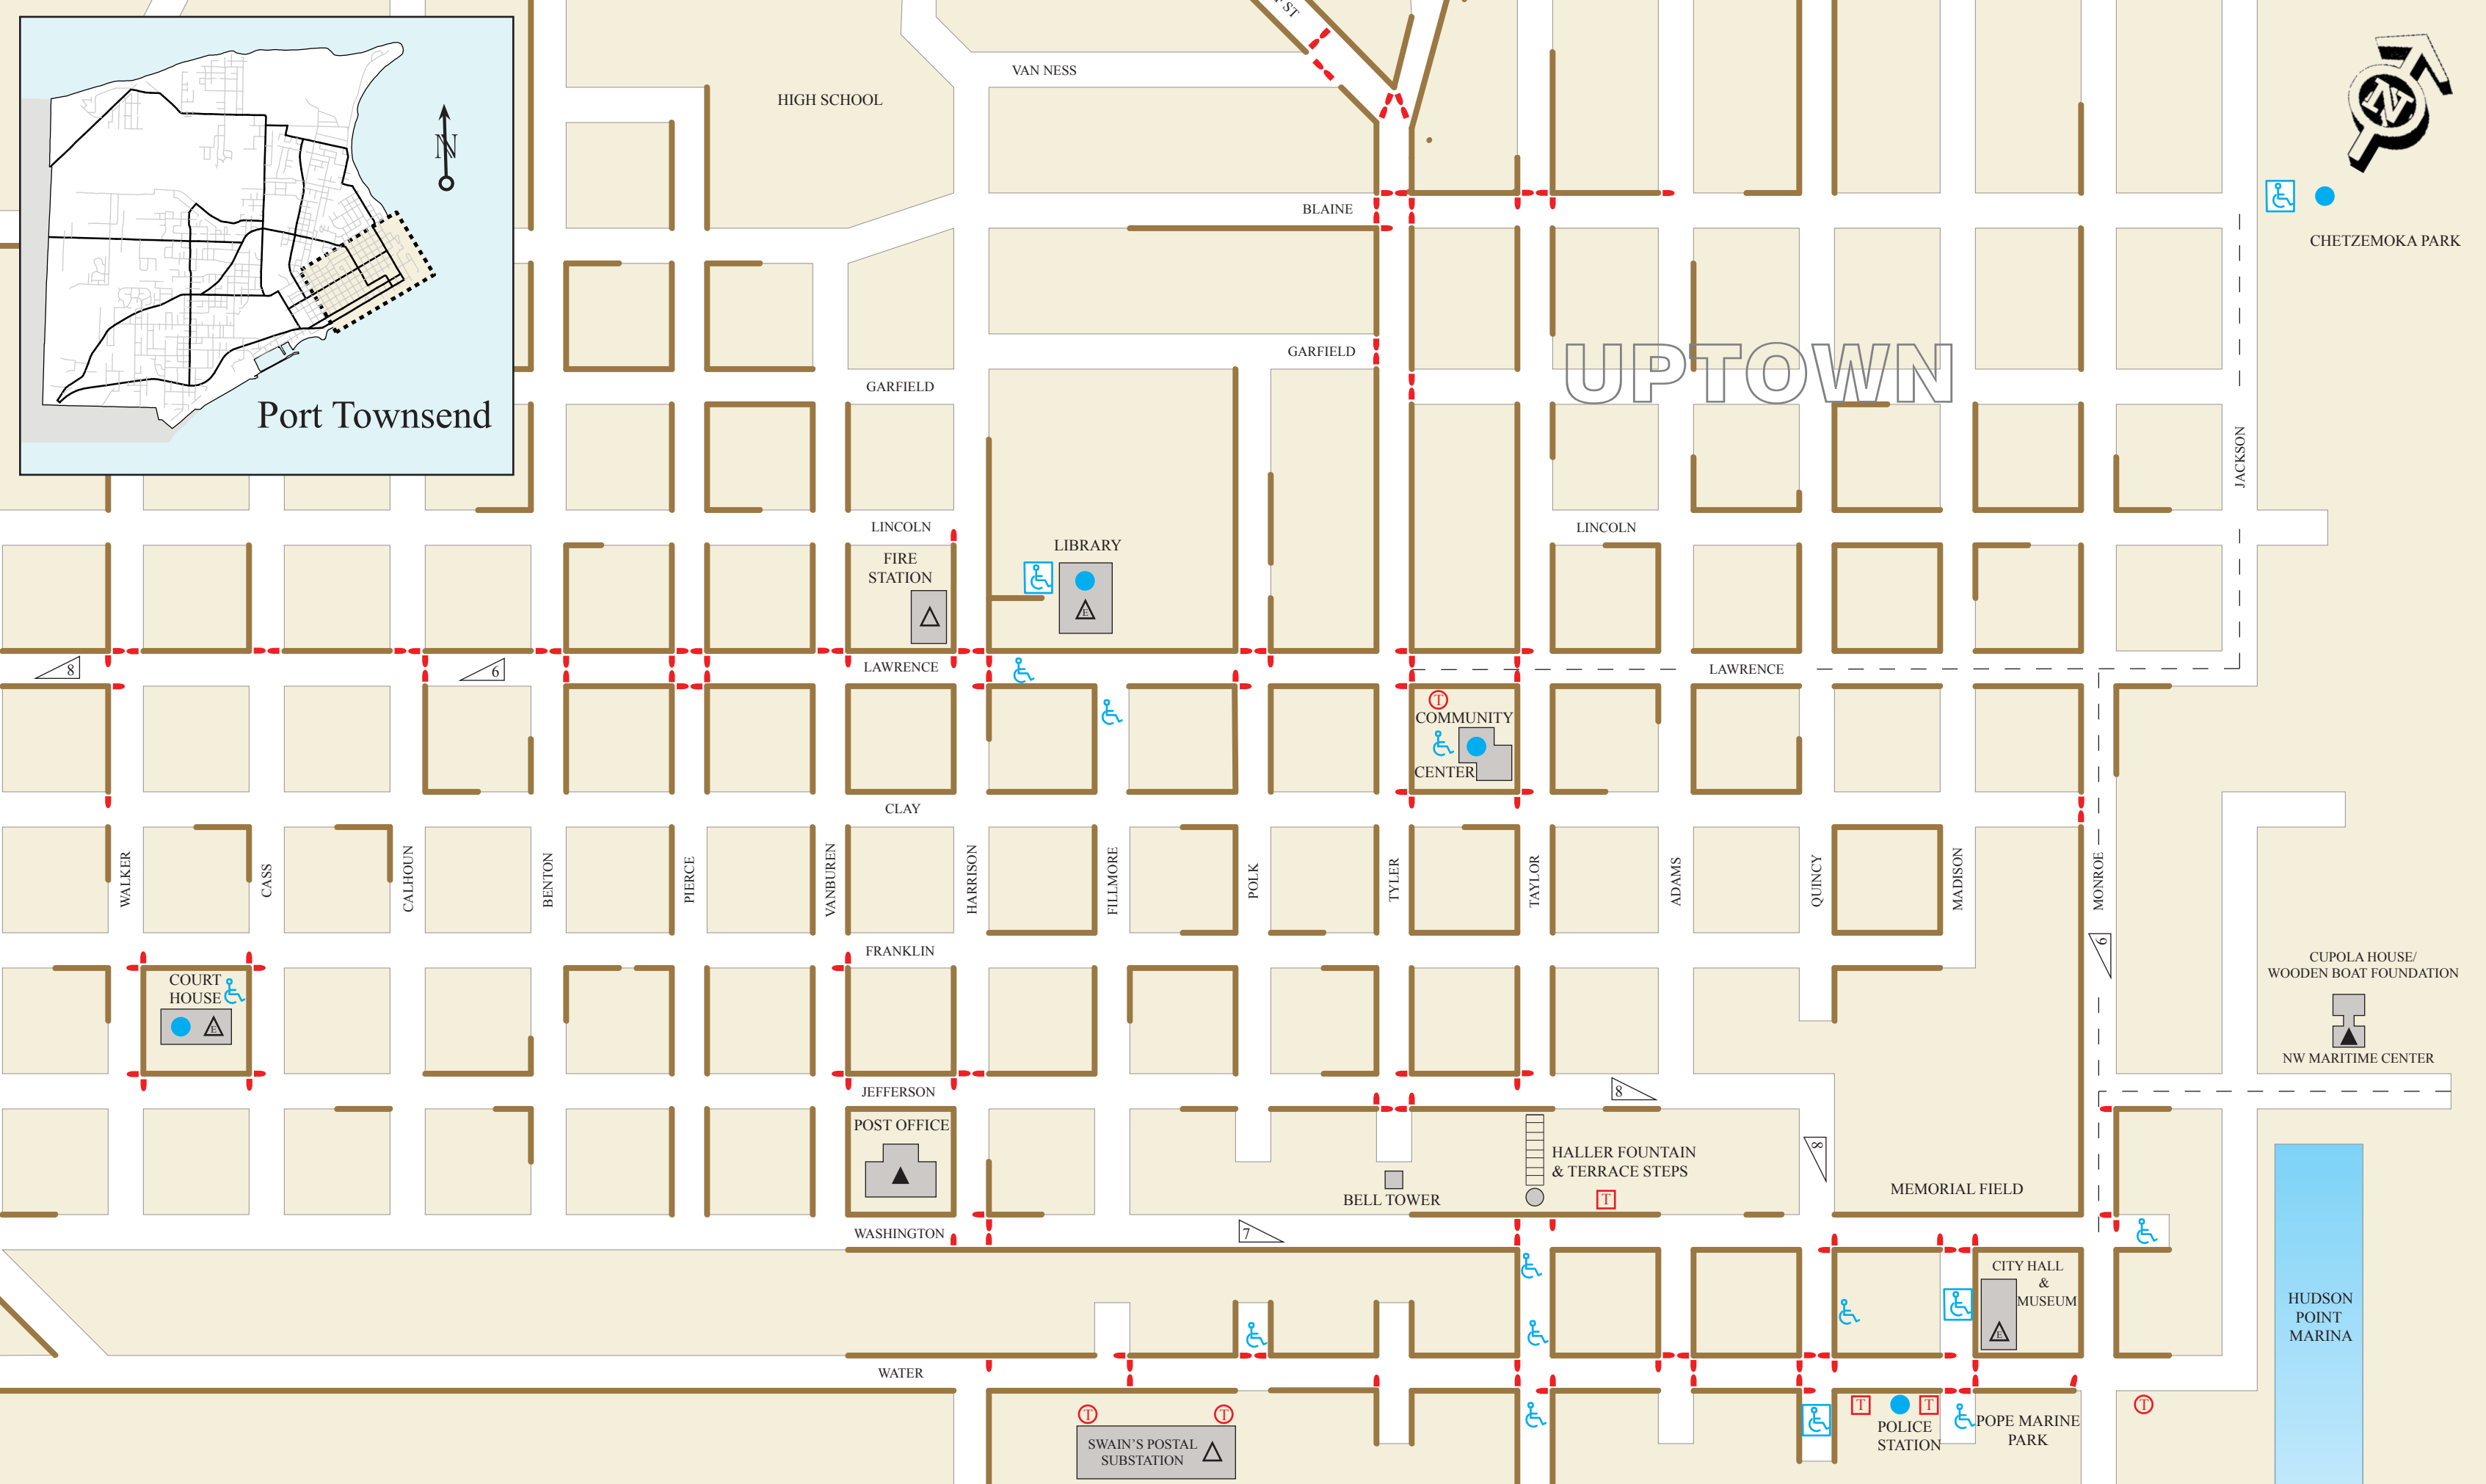 ST
VAN NESS
HIGH SCHOOL
N
N
BLAINE
CHETZEMOKA PARK
GARFIELD
UPTOWN
GARFIELD
Port Townsend
JACKSON
LINCOLN
LINCOLN
LIBRARY
FIRE
STATION
E
LAWRENCE
LAWRENCE
8
6
T
COMMUNITY
CENTER
CLAY
WALKER
CASS
CALHOUN
BENTON
PIERCE
VANBUREN
HARRISON
FILLMORE
POLK
TYLER
TAYLOR
ADAMS
QUINCY
MADISON
MONROE
FRANKLIN
6
CUPOLA HOUSE/
WOODEN BOAT FOUNDATION
NW MARITIME CENTER
COURT
HOUSE
E
JEFFERSON
8
POST OFFICE
HALLER FOUNTAIN
& TERRACE STEPS
8
T
BELL TOWER
MEMORIAL FIELD
WASHINGTON
7
CITY HALL
&
MUSEUM
E
HUDSON
POINT
MARINA
WATER
T
T
T
T
T
POLICE
STATION
POPE MARINE
PARK
SWAIN'S POSTAL
SUBSTATION